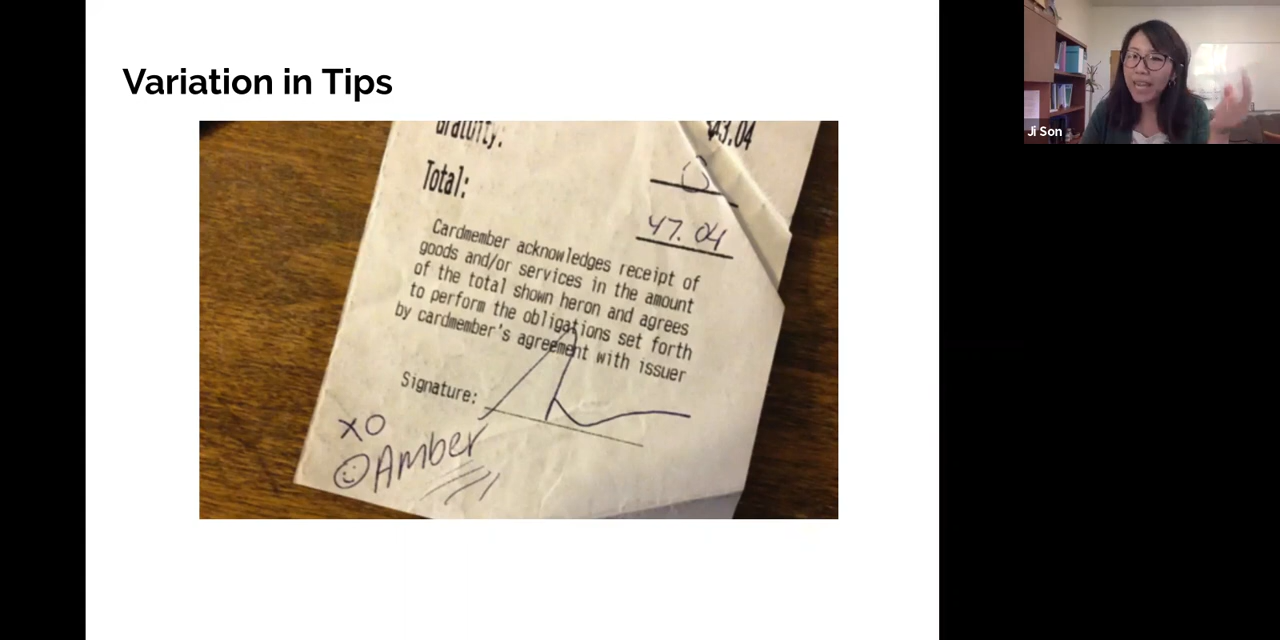 Variation in Tips
Ji Son
Gratuity:
$43.04
Total:
0
47.04
Cardmember acknowledges receipt of
goods and/or services in the amount
of the total shown heron and agrees
to perform the obligations set forth
by cardmember's agreement with issuer
Signature:
XO
Amber